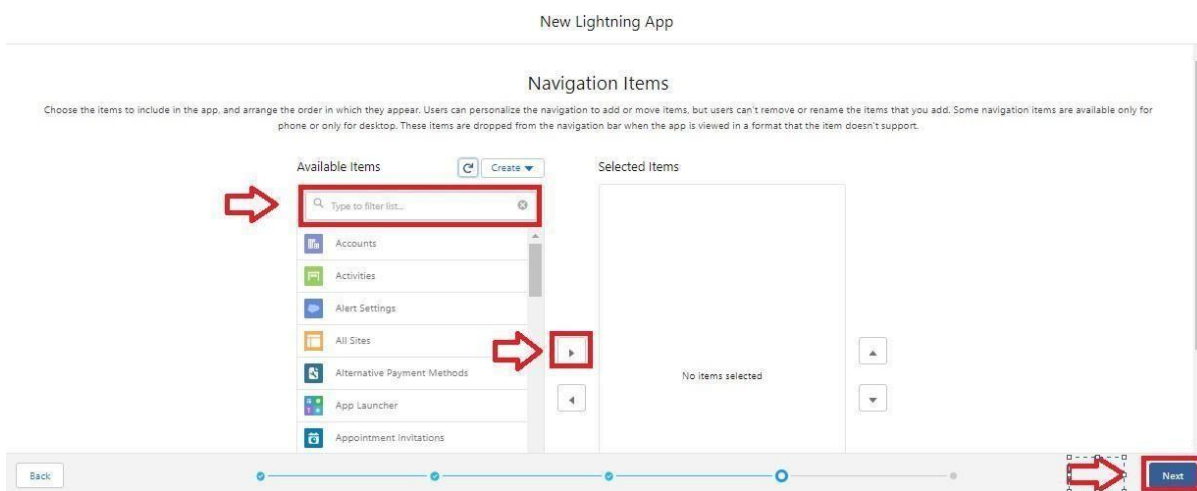 New Lightning App
Navigation Items
Choose the items to include in the app, and arrange the order in which they appear. Users can personalize the navigation to add or move items, but users can't remove or rename the items that you add. Some navigation items are available only for
phone or only for desktop. These items are dropped from the navigation bar when the app is viewed in a format that the item doesn't support.
Available Items
Create
Selected Items
Type to filter list...
Accounts
Activities
Alert Settings
All Sites
Alternative Payment Methods
No items selected
App Launcher
Appointment Invitations
Back
Next